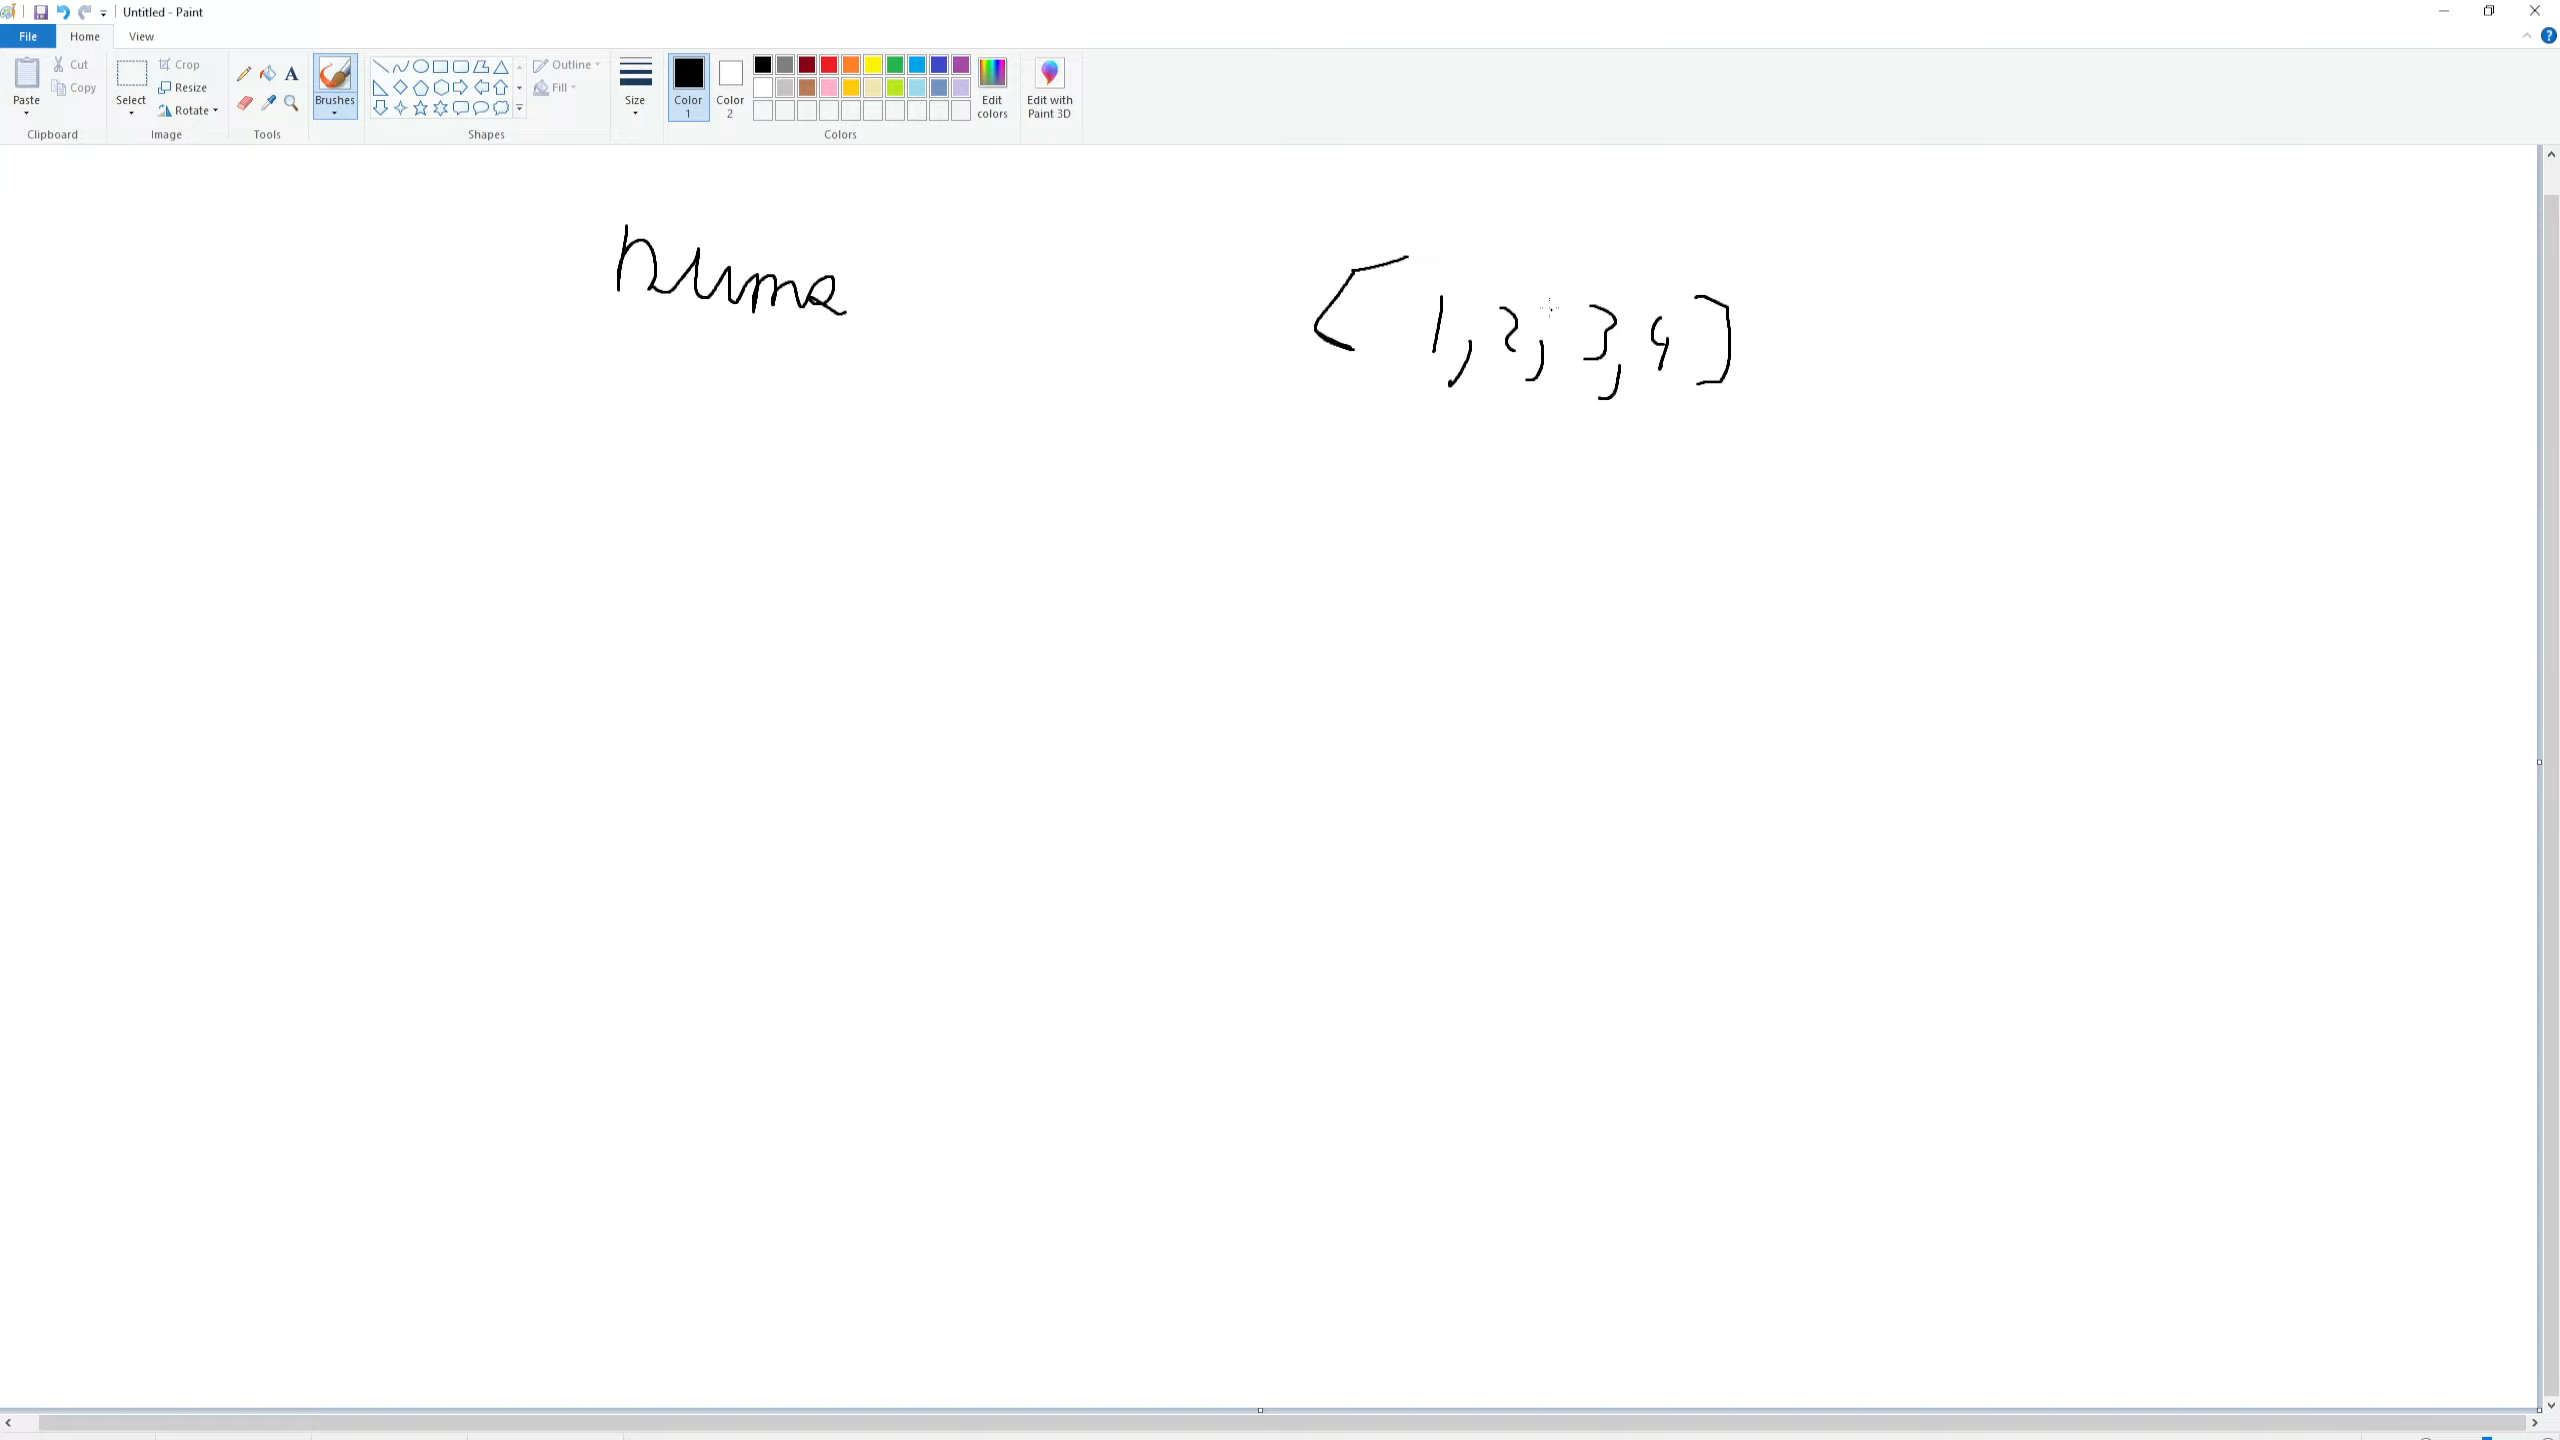 Untitled - Paint
File Home View
Paste
Cut
Copy
Clipboard
Select
Crop
Resize
Rotate
Image
Tools
Brushes
Shapes
Outline
Fill
Size
Color 1
Color 2
Edit colors
Colors
Edit with Paint 3D
nums [ 1, 2, 3, 4 ]